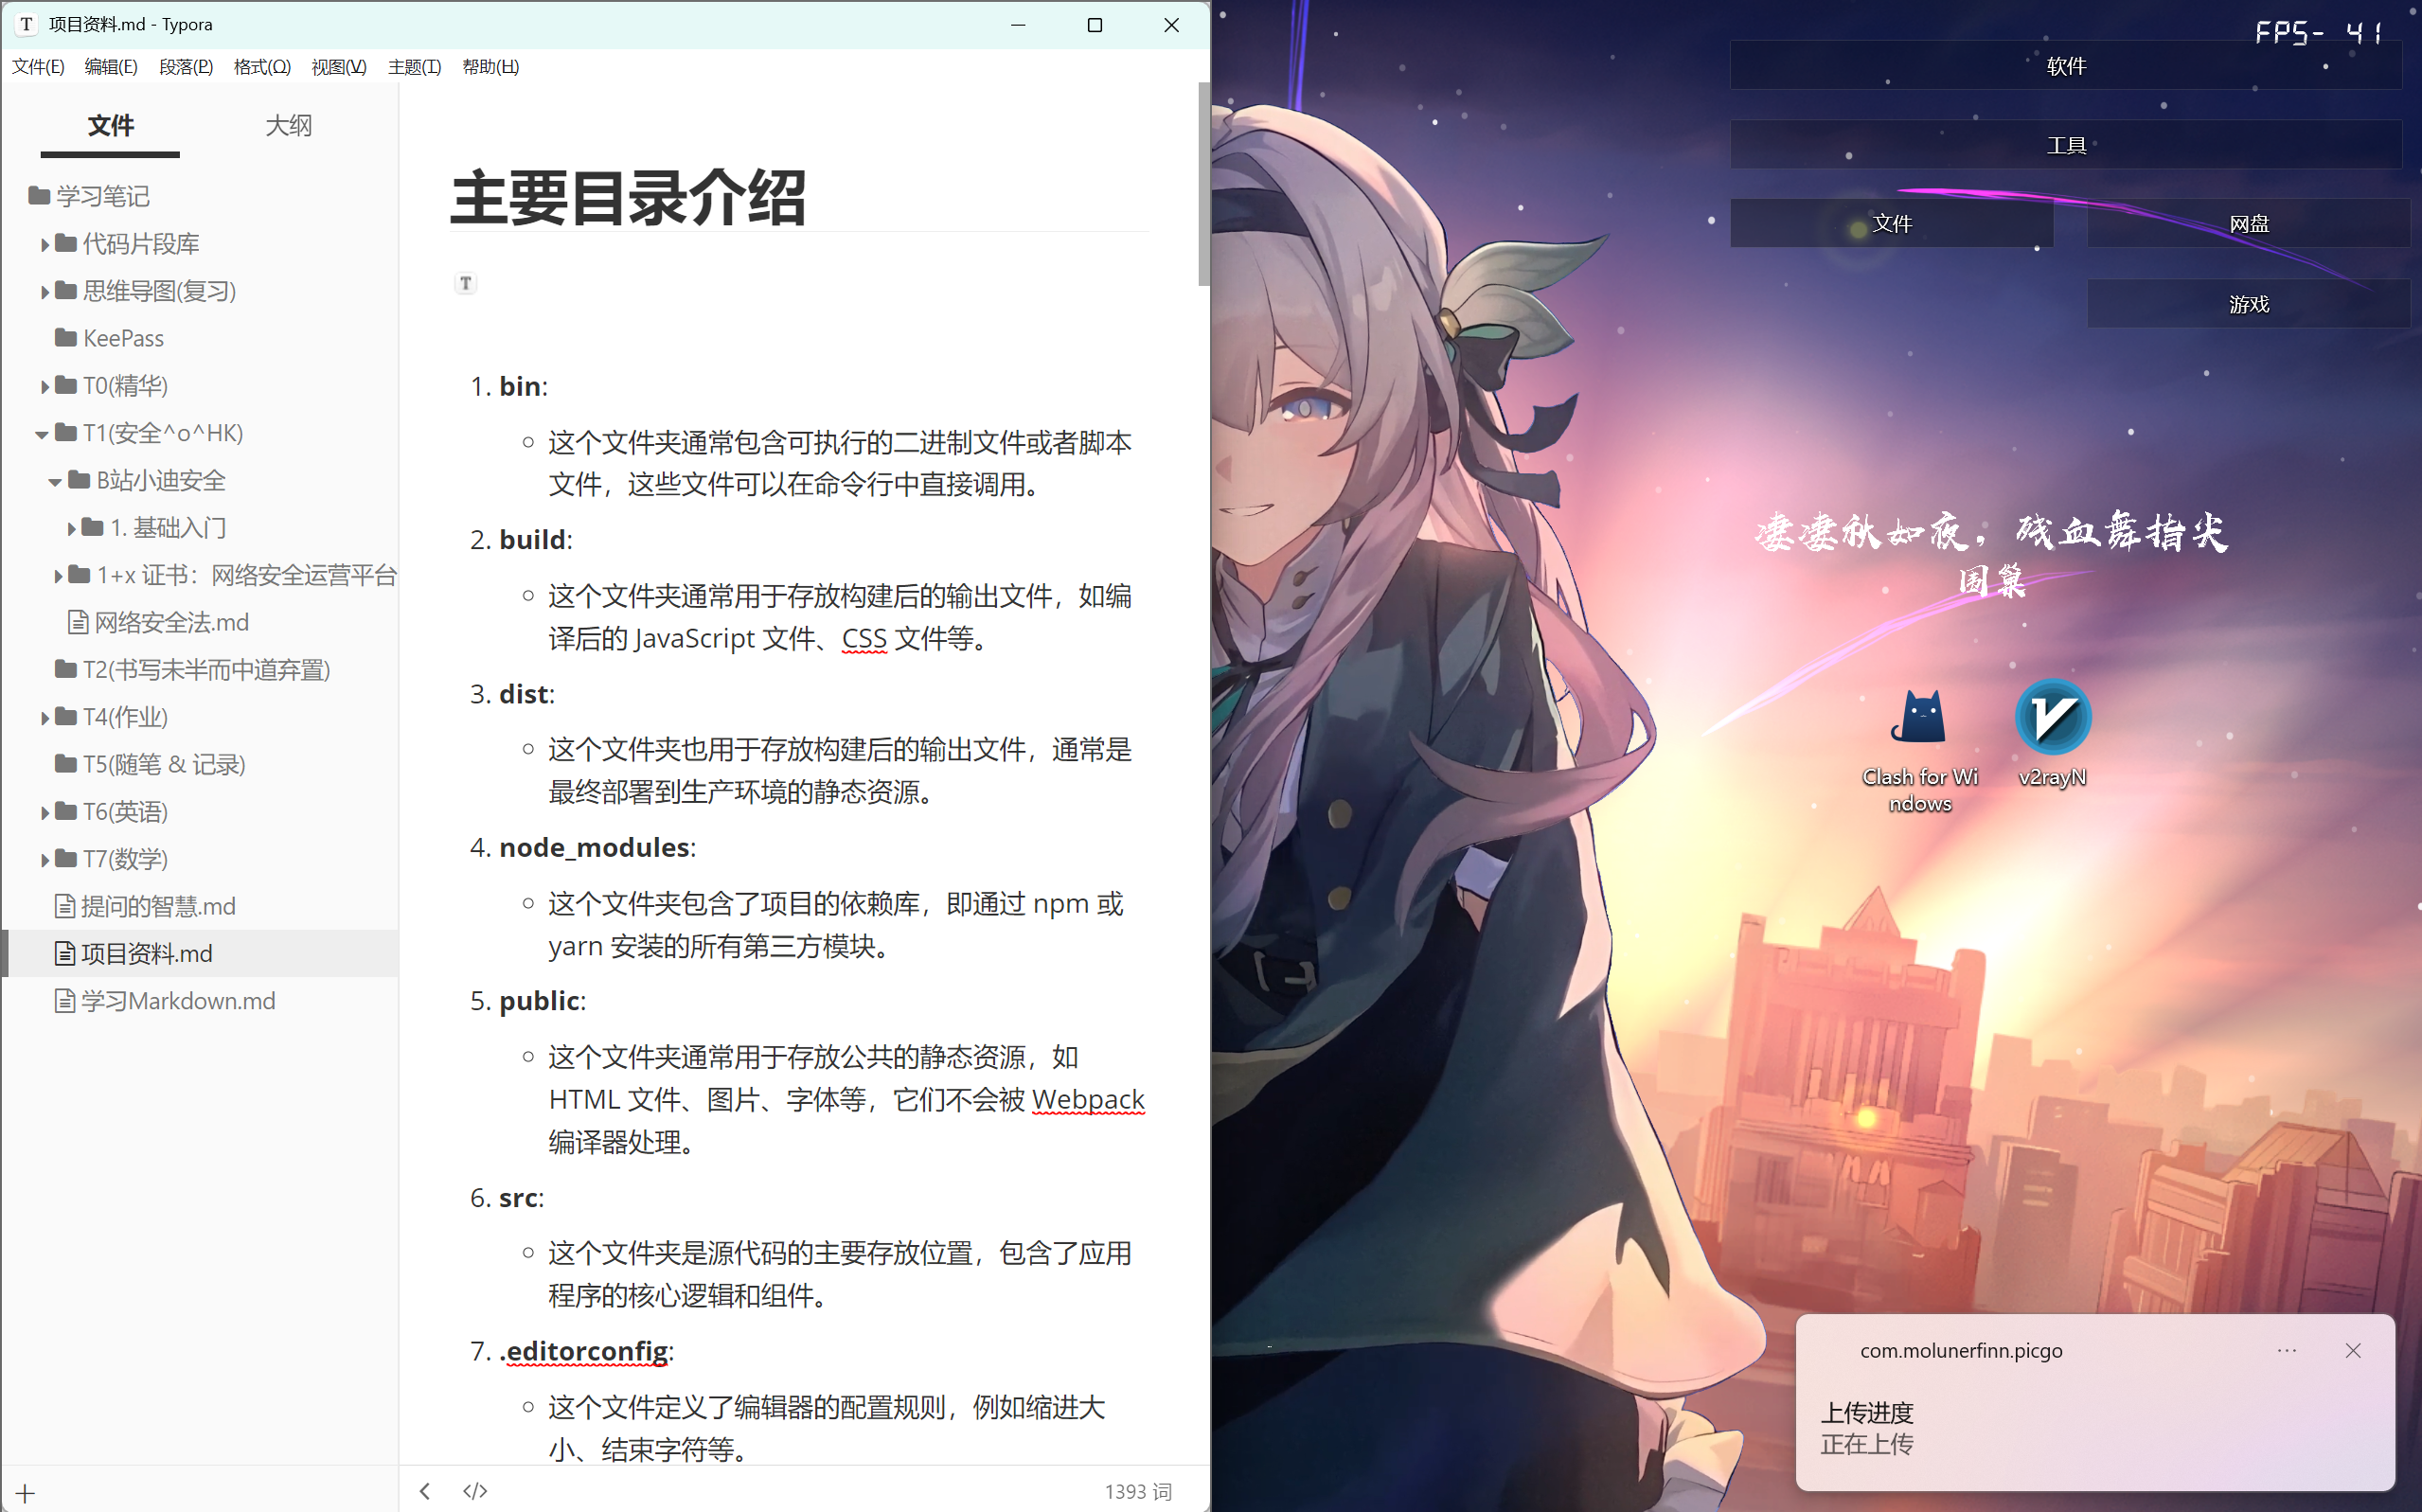 项目资料.md - Typora
文件(F) 编辑(E) 段落(P) 格式(O) 视图(V) 主题(T) 帮助(H)
文件 大纲
学习笔记
代码片段库
思维导图(复习)
KeePass
T0(精华)
T1(安全^o^HK)
B站小迪安全
1. 基础入门
1+x 证书：网络安全运营平台
网络安全法.md
T2(书写未半而中道弃置)
T4(作业)
T5(随笔 & 记录)
T6(英语)
T7(数学)
提问的智慧.md
项目资料.md
学习Markdown.md
主要目录介绍
T
1. bin:
这个文件夹通常包含可执行的二进制文件或者脚本
文件，这些文件可以在命令行中直接调用。
2. build:
这个文件夹通常用于存放构建后的输出文件，如编
译后的 JavaScript 文件、CSS 文件等。
3. dist:
这个文件夹也用于存放构建后的输出文件，通常是
最终部署到生产环境的静态资源。
4. node_modules:
这个文件夹包含了项目的依赖库，即通过 npm 或
yarn 安装的所有第三方模块。
5. public:
这个文件夹通常用于存放公共的静态资源，如
HTML 文件、图片、字体等，它们不会被 Webpack
编译器处理。
6. src:
这个文件夹是源代码的主要存放位置，包含了应用
程序的核心逻辑和组件。
7. .editorconfig:
这个文件定义了编辑器的配置规则，例如缩进大
小、结束字符等。
1393 词
FPS- 41
软件
工具
文件 网盘
游戏
凄凄秋如夜，残血舞指尖
围巢
Clash for Wi
ndows
v2rayN
com.molunerfinn.picgo
上传进度
正在上传